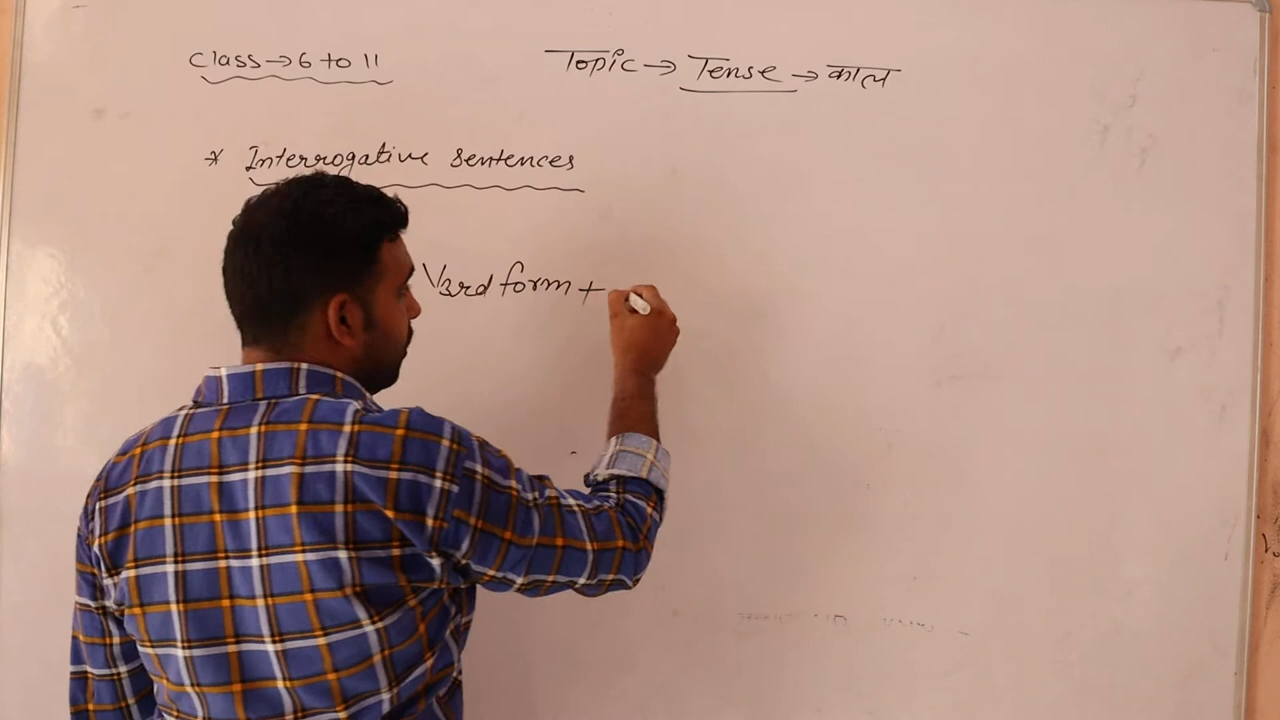 Class → 6 to 11
Topic → Tense → काल
* Interrogative Sentences
V3rd form +